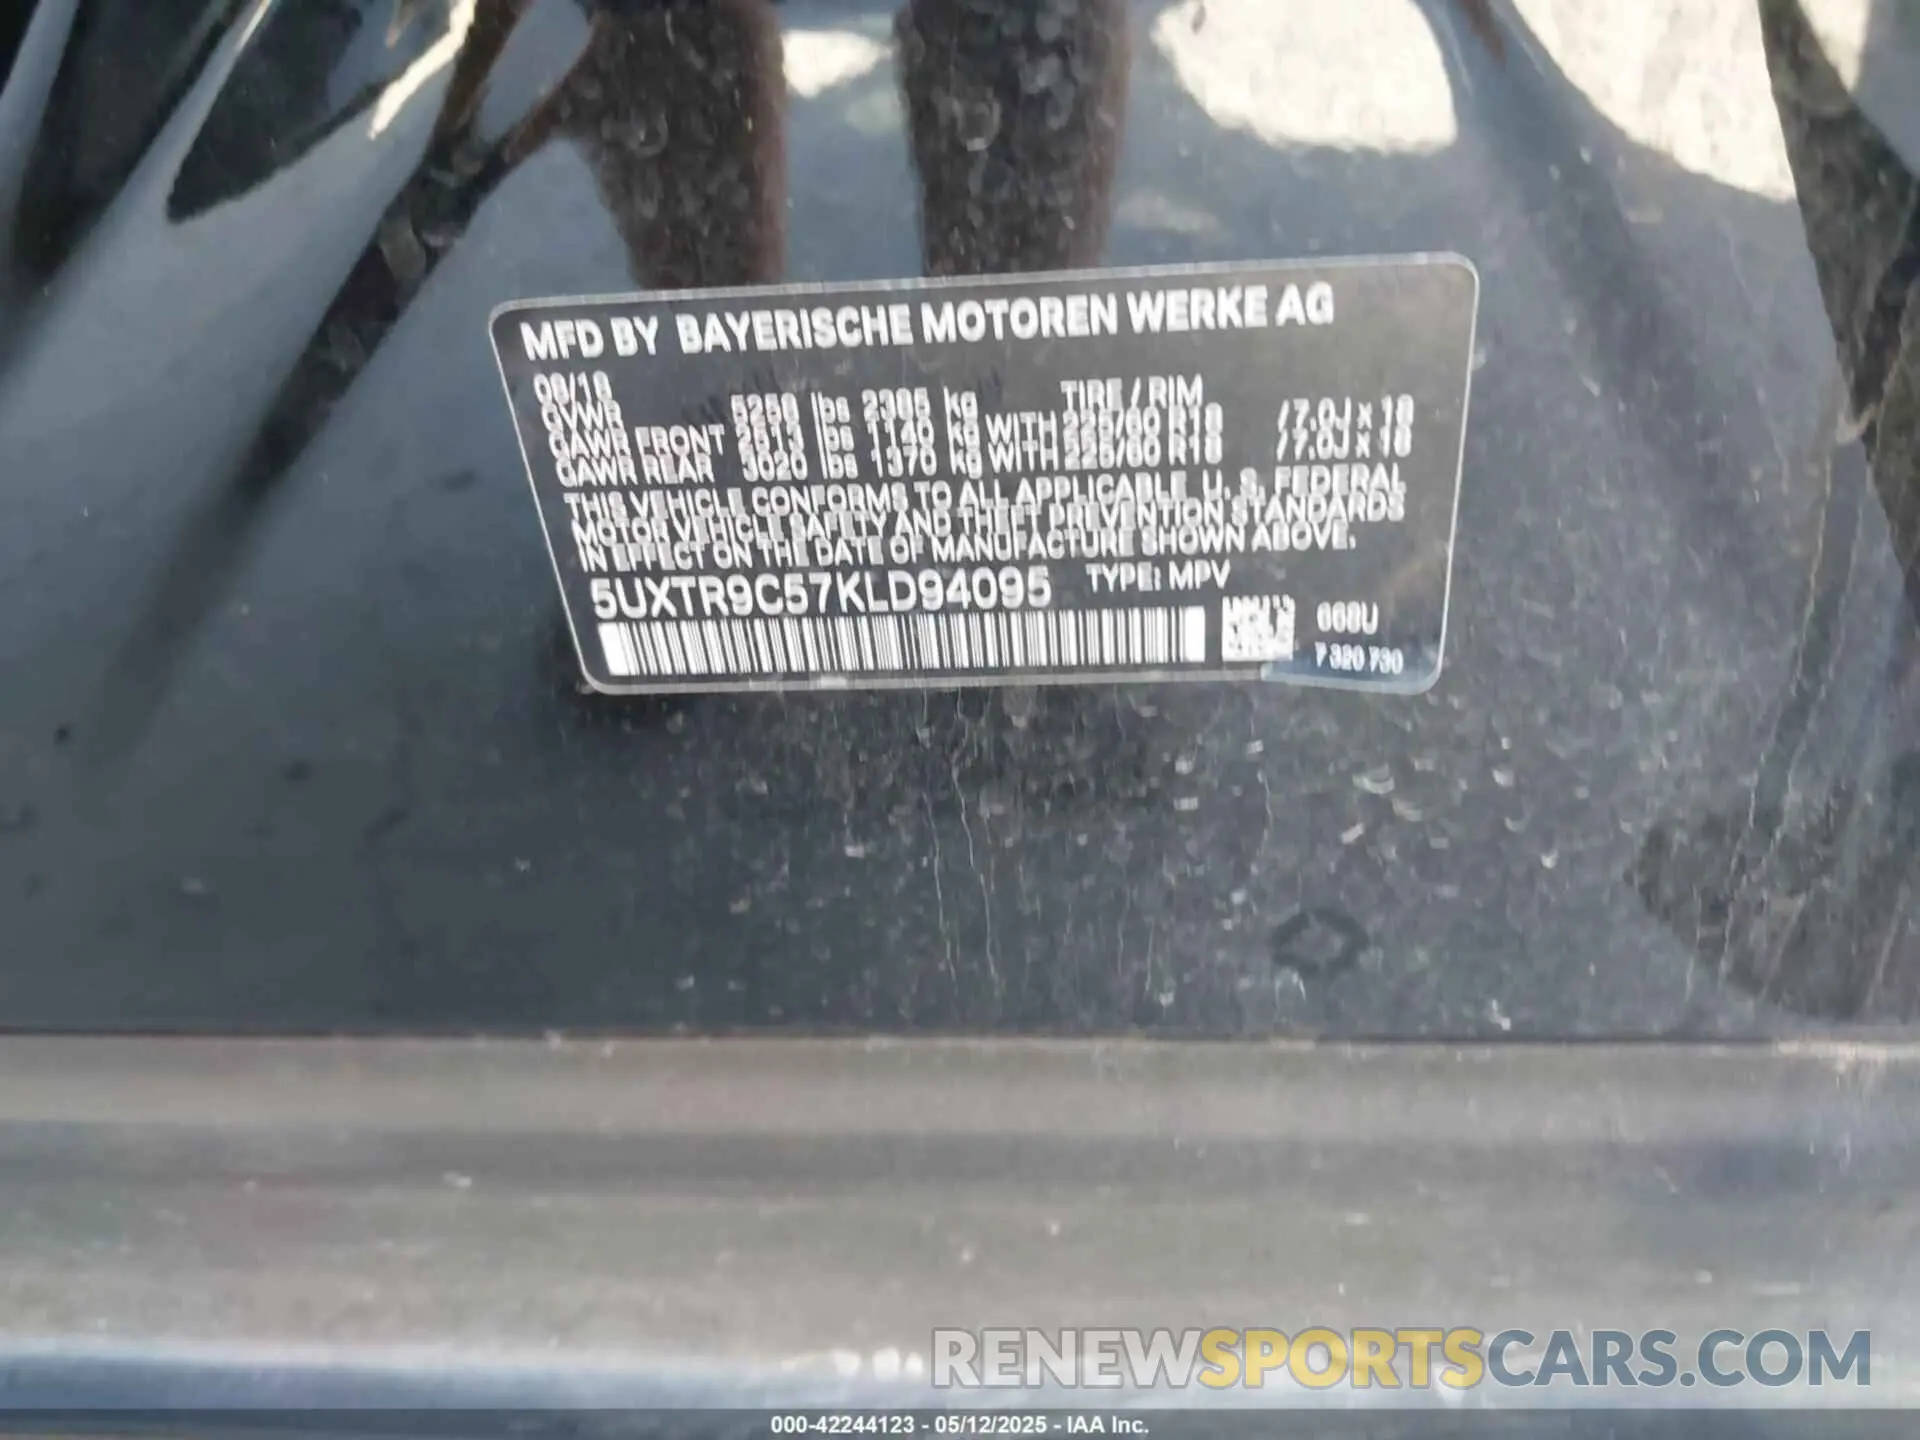 MFD BY BAYERISCHE MOTOREN WERKE AG
08/18
GVWR 5258 lbs 2385 kg TIRE / RIM
GAWR FRONT 2513 lbs 1140 kg WITH 225/60 R18 / 7.0J x 18
GAWR REAR 3020 lbs 1370 kg WITH 225/60 R18 / 7.0J x 18
THIS VEHICLE CONFORMS TO ALL APPLICABLE U. S. FEDERAL
MOTOR VEHICLE SAFETY AND THEFT PREVENTION STANDARDS
IN EFFECT ON THE DATE OF MANUFACTURE SHOWN ABOVE.
5UXTR9C57KLD94095 TYPE: MPV
668U
7 320 730
RENEWSPORTSCARS.COM
000-42244123 - 05/12/2025 - IAA Inc.